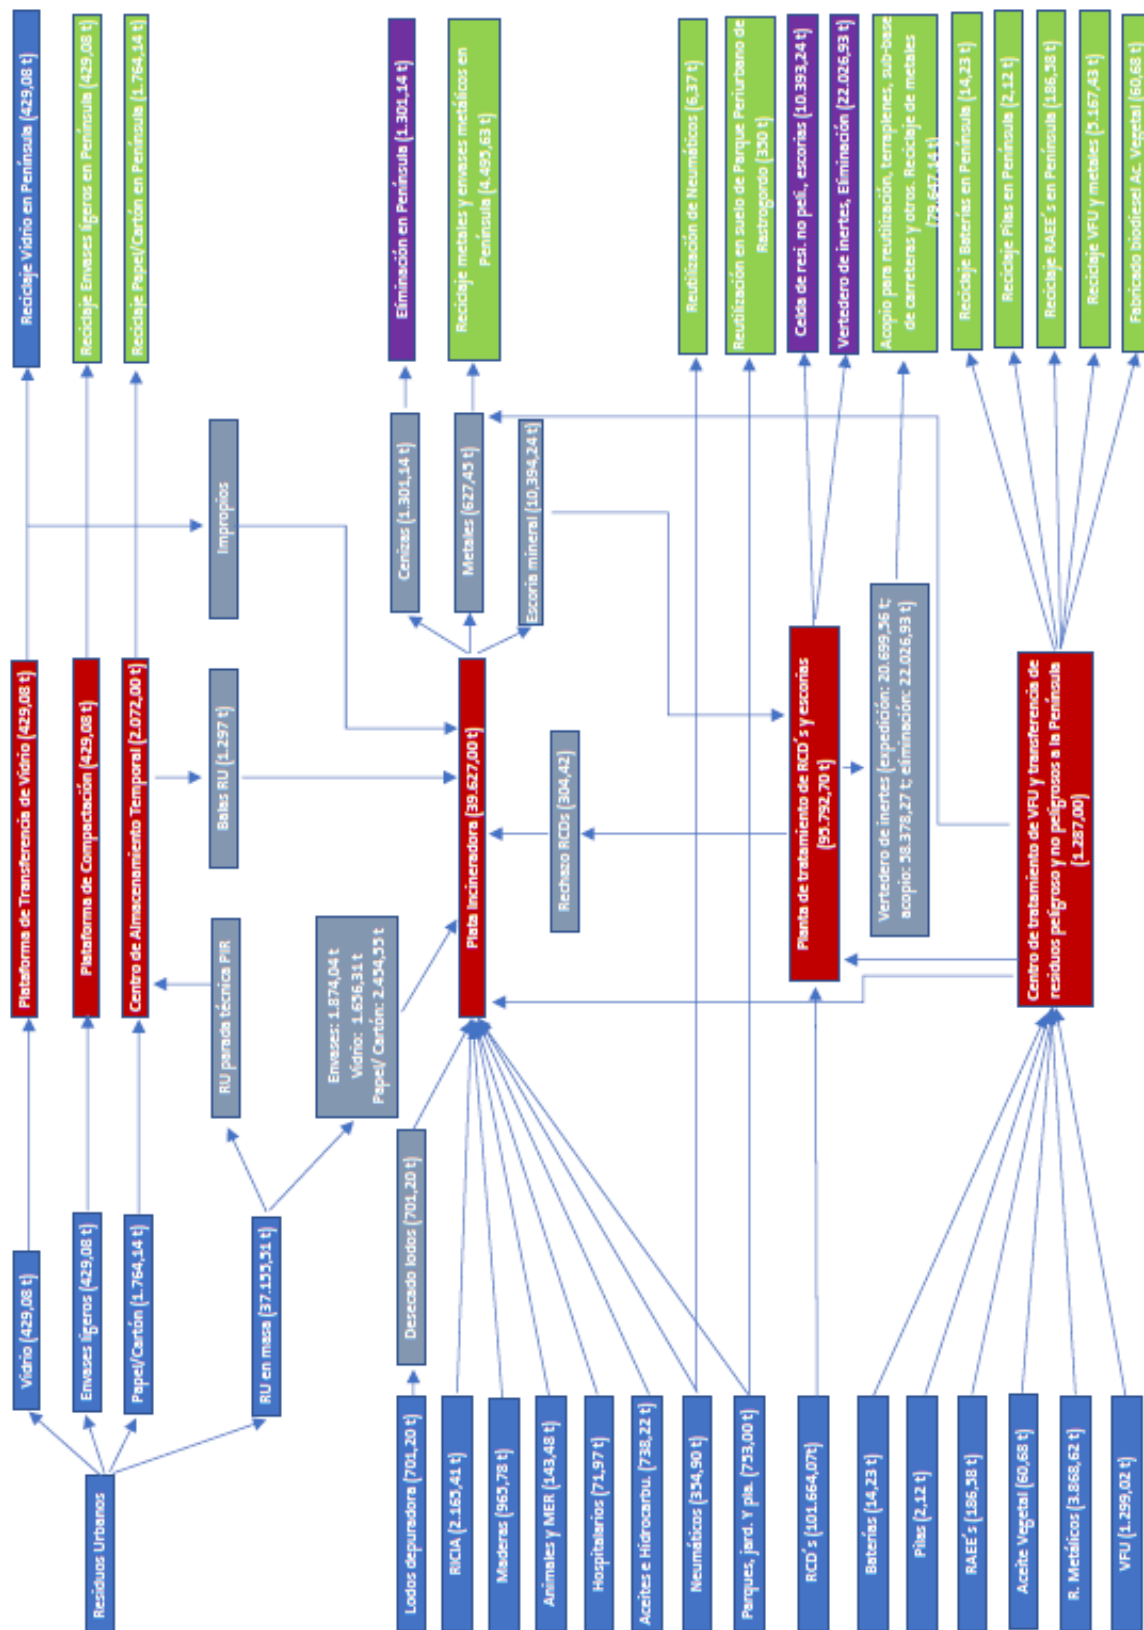 Residuos Urbanos
Vidrio (429,08 t)
Envases ligeros (429,08 t)
Papel/Cartón (1.764,14 t)
RU en masa (37.155,51 t)
Plataforma de Transferencia de Vidrio (429,08 t)
Plataforma de Compactación (429,08 t)
Centro de Almacenamiento Temporal (2.072,00 t)
RU parada técnica PIR
Balas RU (1.297 t)
Impropios
Reciclaje Vidrio en Península (429,08 t)
Reciclaje Envases ligeros en Península (429,08 t)
Reciclaje Papel/Cartón en Península (1.764,14 t)
Envases: 1.874,04 t
Vidrio: 1.656,31 t
Papel/ Cartón: 2.454,55 t
Lodos depuradora (701,20 t)
Desecado lodos (701,20 t)
RICIA (2.165,41 t)
Maderas (965,78 t)
Animales y MER (143,48 t)
Hospitalarios (71,97 t)
Aceites e Hidrocarbu. (738,22 t)
Neumáticos (354,90 t)
Parques, jard. Y pla. (753,00 t)
Plata Incineradora (39.627,00 t)
Rechazo RCDs (304,42)
Cenizas (1.301,14 t)
Metales (627,45 t)
Escoria mineral (10,394,24 t)
Eliminación en Península (1.301,14 t)
Reciclaje metales y envases metálicos en
Península (4.495,63 t)
Reutilización de Neumáticos (6,37 t)
Reutilización en suelo de Parque Periurbano de
Rastrogordo (350 t)
RCD´s (101.664,07t)
Planta de tratamiento de RCD´s y escorias
(95.792,70 t)
Vertedero de inertes (expedición: 20.699,56 t;
acopio: 58.378,27 t; eliminación: 22.026,93 t)
Celda de resi. no peli., escorias (10.393,24 t)
Vertedero de inertes, Eliminación (22.026,93 t)
Acopio para reutilización, terraplenes, sub-base
de carreteras y otros. Reciclaje de metales
(79.647,14 t)
Baterías (14,23 t)
Pilas (2,12 t)
RAEE´s (186,58 t)
Aceite Vegetal (60,68 t)
R. Metálicos (3.868,62 t)
VFU (1.299,02 t)
Centro de tratamiento de VFU y transferencia de
residuos peligroso y no peligrosos a la Península
(1.287,00)
Reciclaje Baterías en Península (14,23 t)
Reciclaje Pilas en Península (2,12 t)
Reciclaje RAEE´s en Península (186,58 t)
Reciclaje VFU y metales (5.167,43 t)
Fabricado biodiesel Ac. Vegetal (60,68 t)